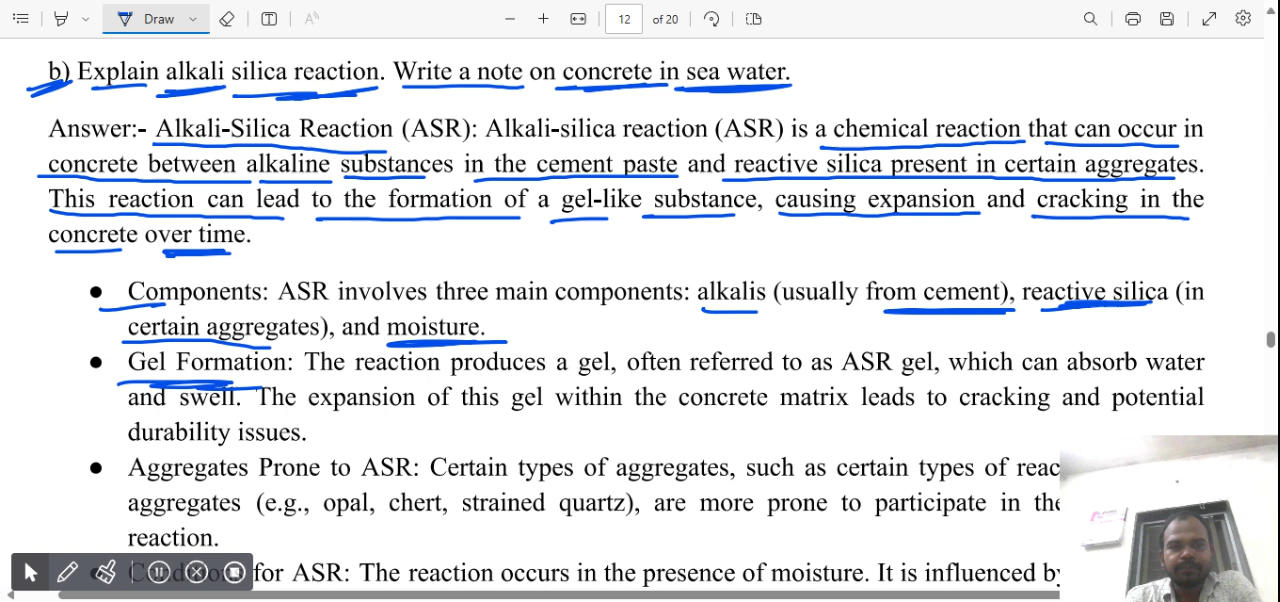 Draw
12 of 20
b) Explain alkali silica reaction. Write a note on concrete in sea water.
Answer:- Alkali-Silica Reaction (ASR): Alkali-silica reaction (ASR) is a chemical reaction that can occur in
concrete between alkaline substances in the cement paste and reactive silica present in certain aggregates.
This reaction can lead to the formation of a gel-like substance, causing expansion and cracking in the
concrete over time.
● Components: ASR involves three main components: alkalis (usually from cement), reactive silica (in
certain aggregates), and moisture.
● Gel Formation: The reaction produces a gel, often referred to as ASR gel, which can absorb water
and swell. The expansion of this gel within the concrete matrix leads to cracking and potential
durability issues.
● Aggregates Prone to ASR: Certain types of aggregates, such as certain types of reac
aggregates (e.g., opal, chert, strained quartz), are more prone to participate in the
reaction.
for ASR: The reaction occurs in the presence of moisture. It is influenced by